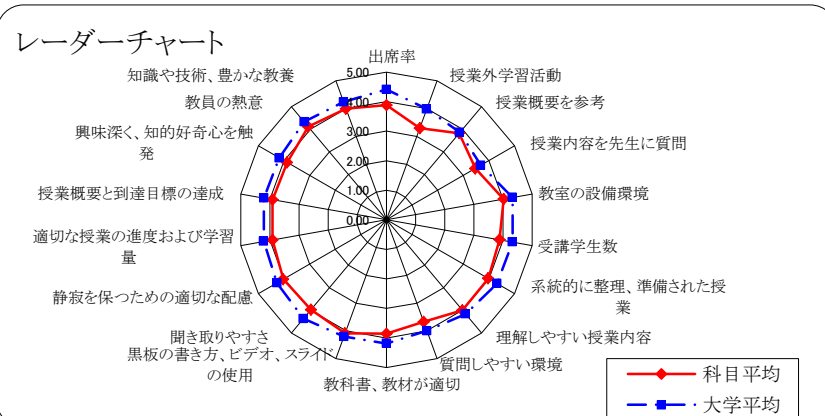 レーダーチャート
出席率
授業外学習活動
授業概要を参考
授業内容を先生に質問
教室の設備環境
受講学生数
系統的に整理、準備された授
業
理解しやすい授業内容
質問しやすい環境
教科書、教材が適切
黒板の書き方、ビデオ、スライド
の使用
聞き取りやすさ
静寂を保つための適切な配慮
適切な授業の進度および学習
量
授業概要と到達目標の達成
興味深く、知的好奇心を触
発
教員の熱意
知識や技術、豊かな教養
5.00
4.00
3.00
2.00
1.00
0.00
科目平均
大学平均